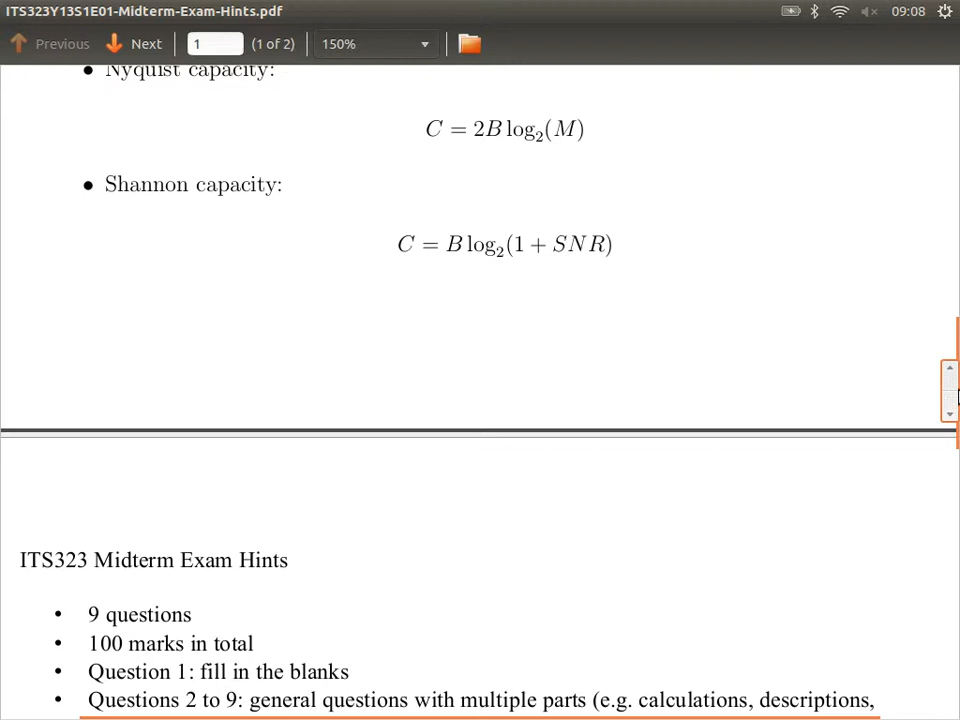 ITS323Y13S1E01-Midterm-Exam-Hints.pdf 09:08
Previous Next 1 (1 of 2) 150%
• Nyquist capacity:
C = 2B log₂(M)
• Shannon capacity:
C = B log₂(1 + SNR)
ITS323 Midterm Exam Hints
• 9 questions
• 100 marks in total
• Question 1: fill in the blanks
• Questions 2 to 9: general questions with multiple parts (e.g. calculations, descriptions,